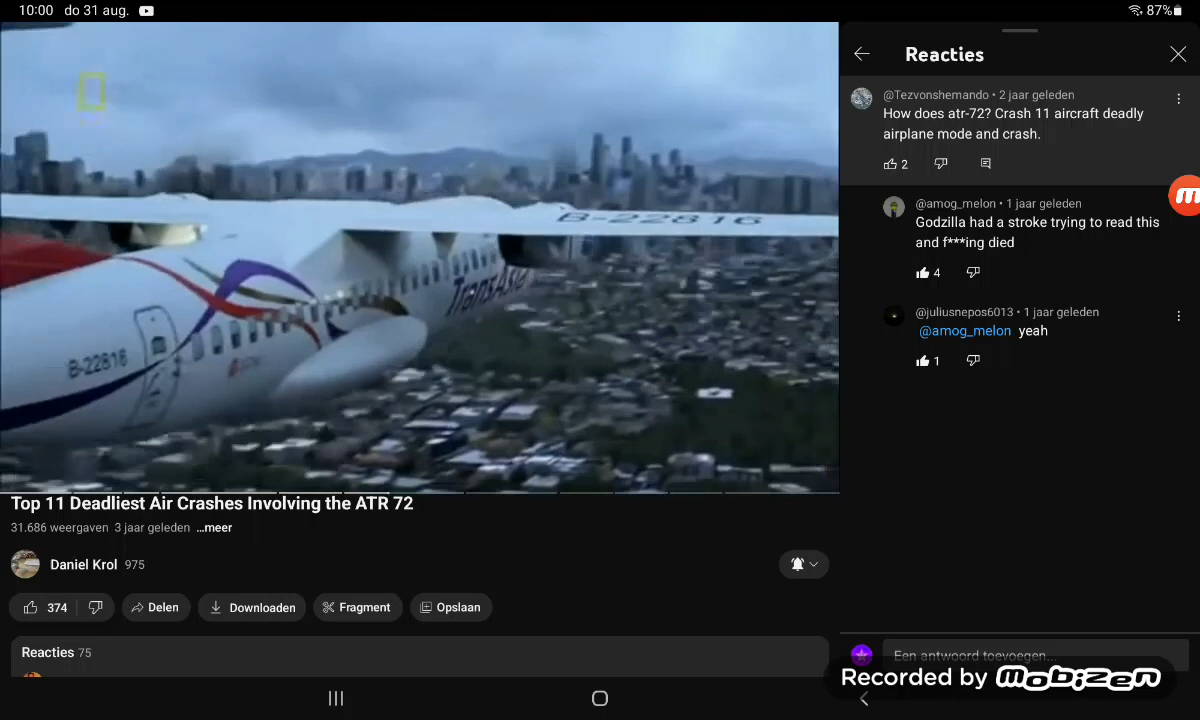 10:00 do 31 aug.
87%
B-22816
TransAsia
B-22816
Top 11 Deadliest Air Crashes Involving the ATR 72
31.686 weergaven 3 jaar geleden ...meer
Daniel Krol 975
374
Delen
Downloaden
Fragment
Opslaan
Reacties 75
Reacties
@Tezvonshemando • 2 jaar geleden
How does atr-72? Crash 11 aircraft deadly
airplane mode and crash.
2
@amog_melon • 1 jaar geleden
Godzilla had a stroke trying to read this
and f***ing died
4
@juliusnepos6013 • 1 jaar geleden
@amog_melon yeah
1
Een antwoord toevoegen...
Recorded by mobizen